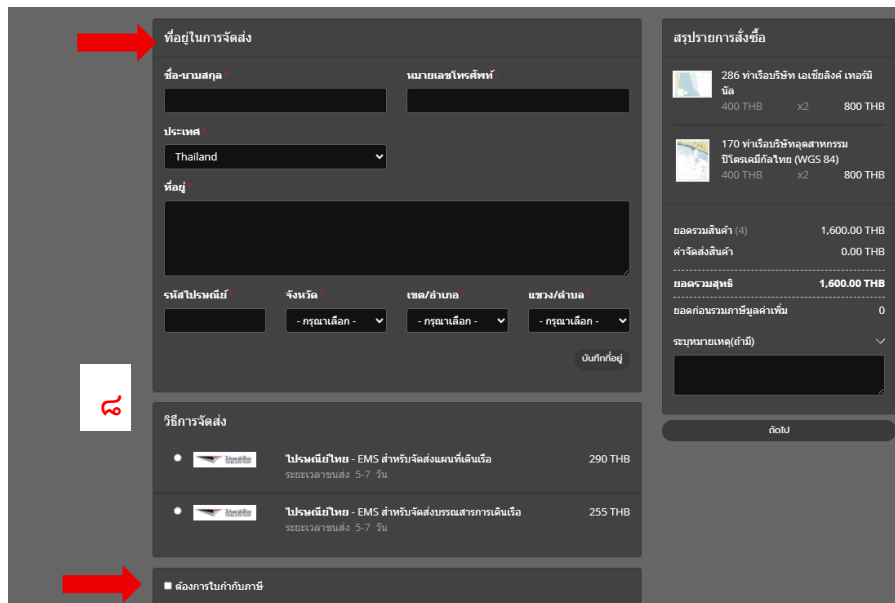 ที่อยู่ในการจัดส่ง
ชื่อ-นามสกุล* หมายเลขโทรศัพท์*
ประเทศ*
Thailand
ที่อยู่*
รหัสไปรษณีย์* จังหวัด* เขต/อำเภอ* แขวง/ตำบล*
- กรุณาเลือก - - กรุณาเลือก - - กรุณาเลือก -
บันทึกที่อยู่
๘
วิธีการจัดส่ง
ไปรษณีย์ไทย - EMS สำหรับจัดส่งแผนที่เดินเรือ 290 THB
ระยะเวลาขนส่ง 5-7 วัน
ไปรษณีย์ไทย - EMS สำหรับจัดส่งบรรณสารการเดินเรือ 255 THB
ระยะเวลาขนส่ง 5-7 วัน
ต้องการใบกำกับภาษี
สรุปรายการสั่งซื้อ
286 ท่าเรือบริษัท เอเชียลิงค์ เทอร์มิ
นัล
400 THB x2 800 THB
170 ท่าเรือบริษัทอุตสาหกรรม
ปิโตรเคมีกัลไทย (WGS 84)
400 THB x2 800 THB
ยอดรวมสินค้า (4) 1,600.00 THB
ค่าจัดส่งสินค้า 0.00 THB
ยอดรวมสุทธิ 1,600.00 THB
ยอดก่อนรวมภาษีมูลค่าเพิ่ม 0
ระบุหมายเหตุ(ถ้ามี)
ถัดไป